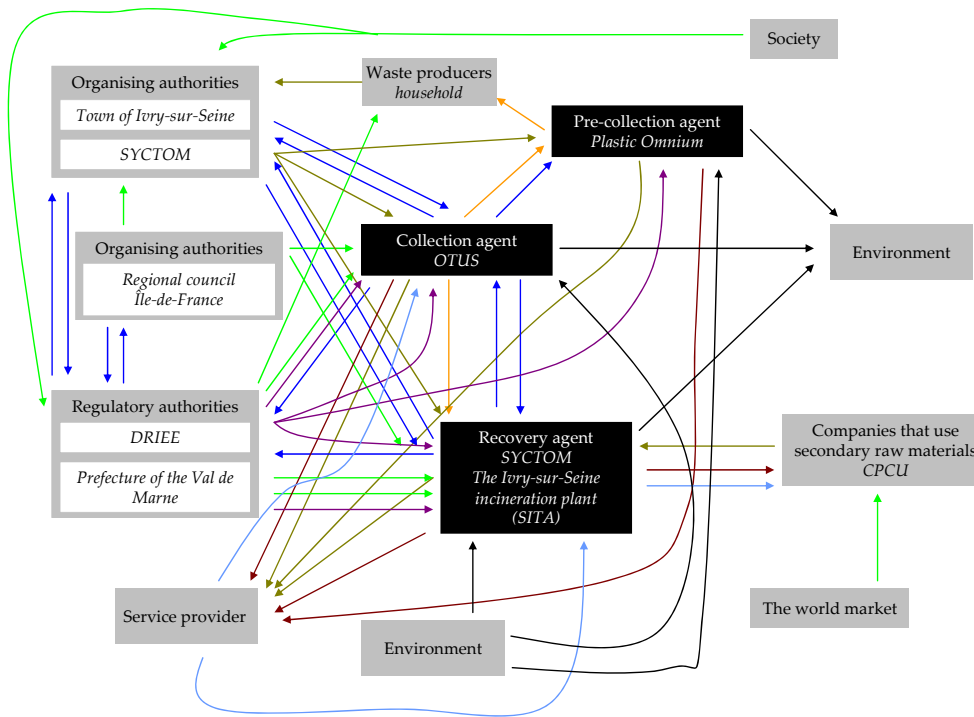 Society
Organising authorities
Town of Ivry-sur-Seine
SYCTOM
Waste producers
household
Pre-collection agent
Plastic Omnium
Organising authorities
Regional council
Île-de-France
Collection agent
OTUS
Environment
Regulatory authorities
DRIEE
Prefecture of the Val de
Marne
Recovery agent
SYCTOM
The Ivry-sur-Seine
incineration plant
(SITA)
Companies that use
secondary raw materials
CPCU
Service provider
Environment
The world market